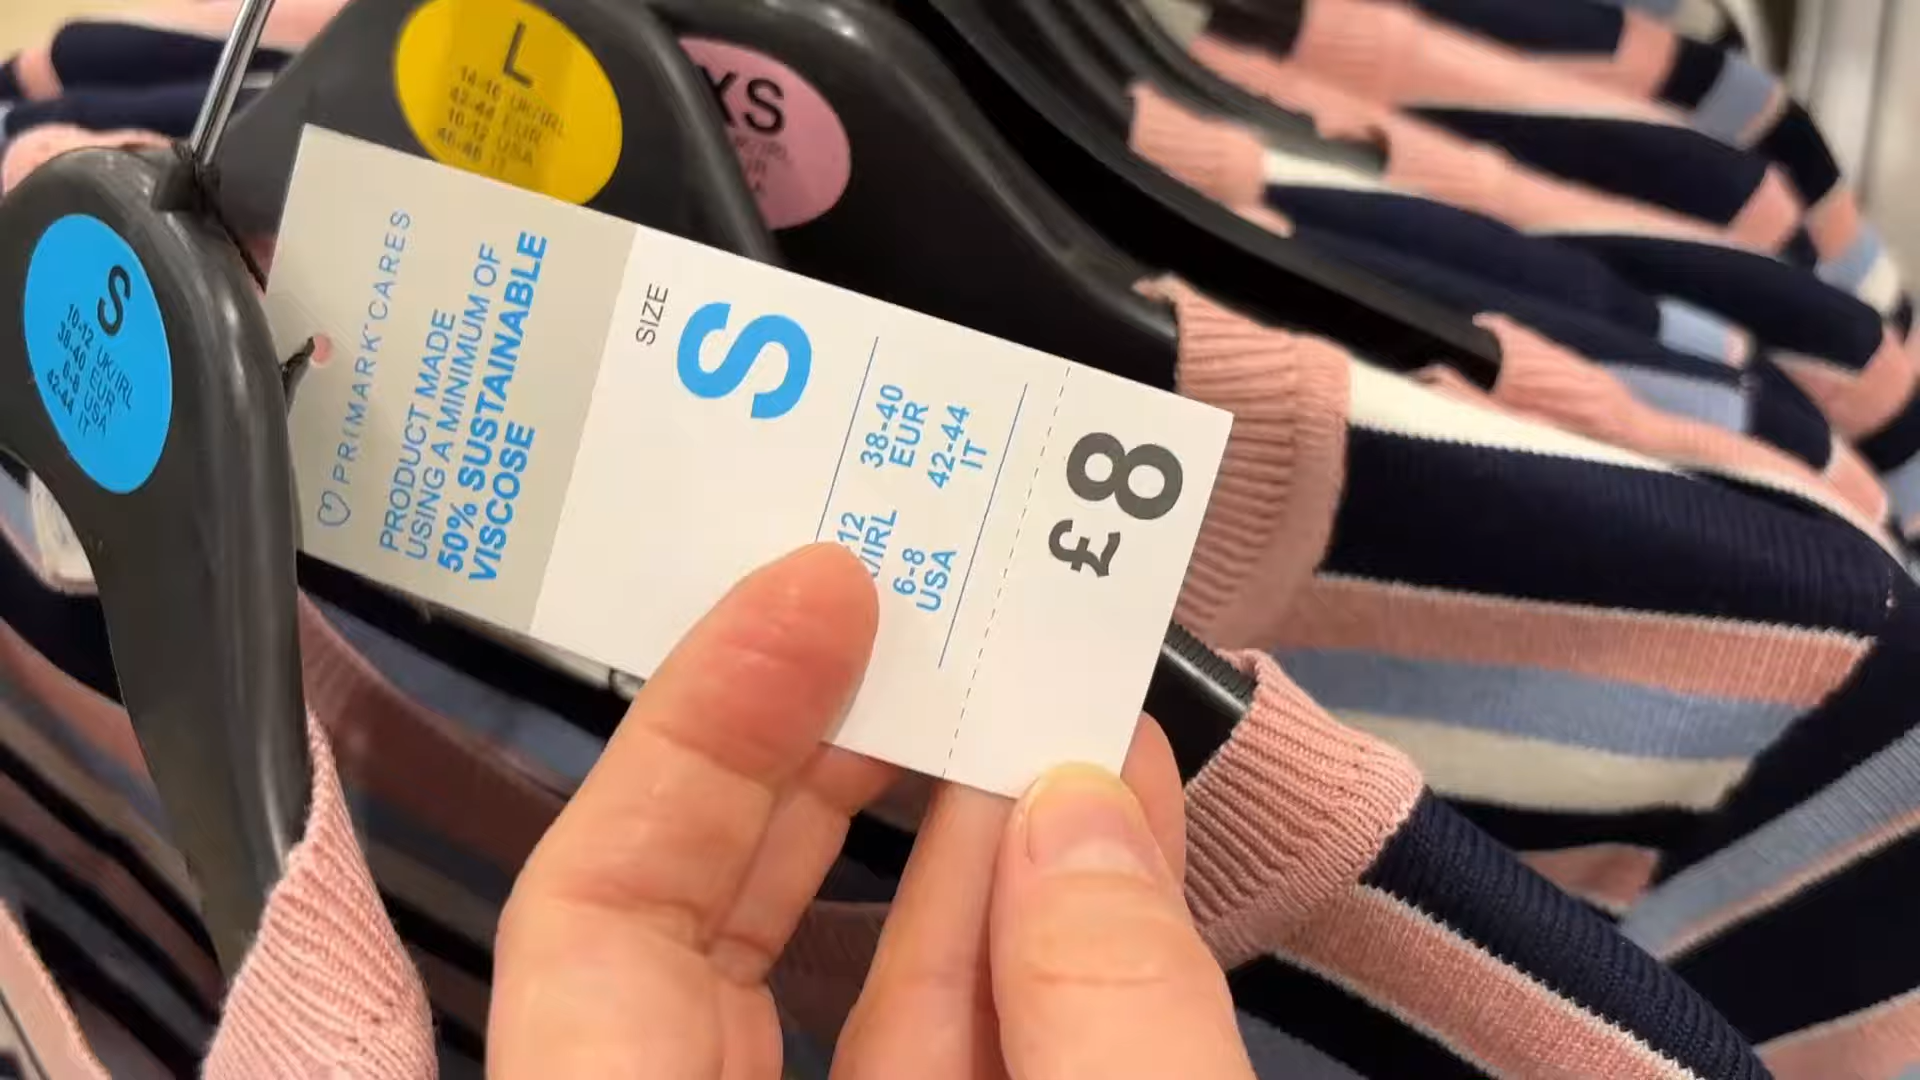 L
14-16 UK/IRL
42-44 EUR
10-12 USA
46-48 IT
XS
S
10-12 UK/IRL
38-40 EUR
6-8 USA
42-44 IT
PRIMARK CARES
PRODUCT MADE
USING A MINIMUM OF
50% SUSTAINABLE
VISCOSE
SIZE
S
12
/IRL
38-40
EUR
6-8
USA
42-44
IT
£8